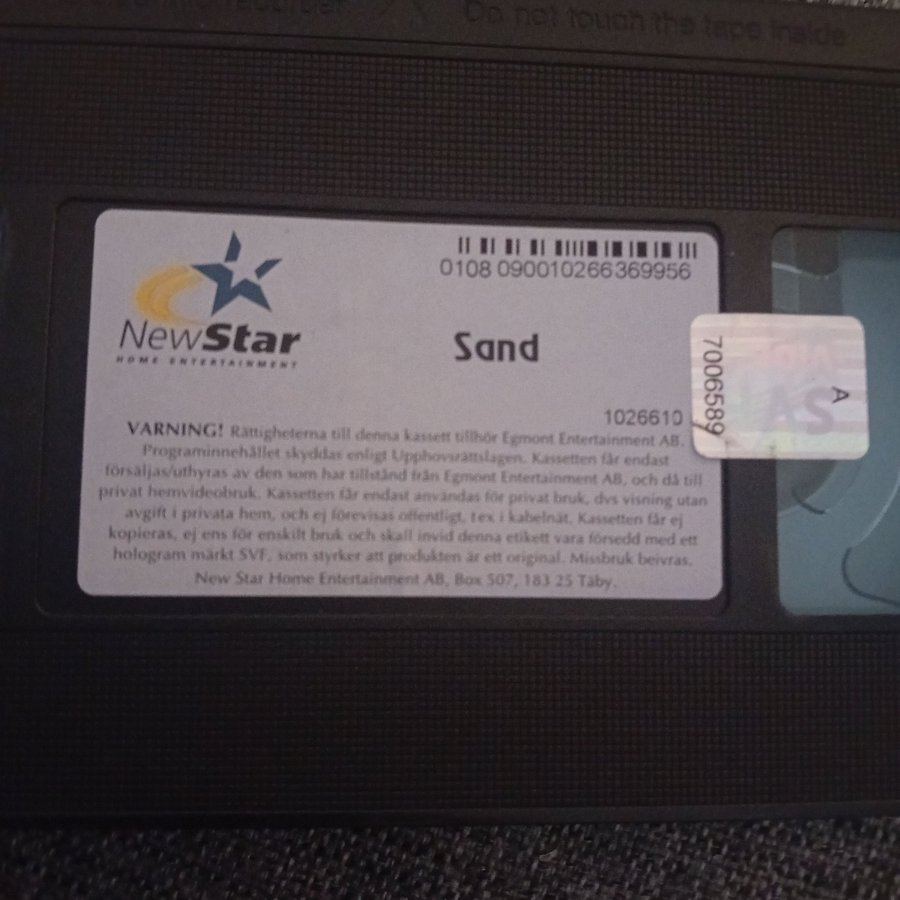 Do not touch the tape inside
NewStar
HOME ENTERTAINMENT
0108 090010266369956
Sand
1026610
7006589
A
AS
VARNING! Rättigheterna till denna kassett tillhör Egmont Entertainment AB.
Programinnehållet skyddas enligt Upphovsrättslagen. Kassetten får endast
försäljas/uthyras av den som har tillstånd från Egmont Entertainment AB, och då till
privat hemvideobruk. Kassetten får endast användas för privat bruk, dvs visning utan
avgift i privata hem, och ej förevisas offentligt, t ex i kabelnät. Kassetten får ej
kopieras, ej ens för enskilt bruk och skall invid denna etikett vara försedd med ett
hologram märkt SVF, som styrker att produkten är ett original. Missbruk beivras.
New Star Home Entertainment AB, Box 507, 183 25 Täby.